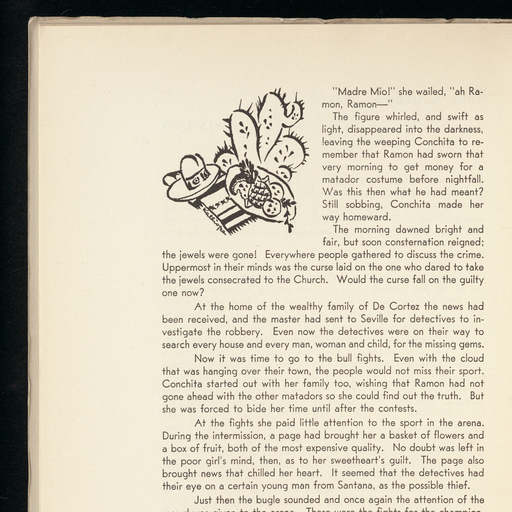 "Madre Mio!" she wailed, "ah Ra-
mon, Ramon—"
The figure whirled, and swift as
light, disappeared into the darkness,
leaving the weeping Conchita to re-
member that Ramon had sworn that
very morning to get money for a
matador costume before nightfall.
Was this then what he had meant?
Still sobbing, Conchita made her
way homeward.
The morning dawned bright and
fair, but soon consternation reigned;
the jewels were gone! Everywhere people gathered to discuss the crime.
Uppermost in their minds was the curse laid on the one who dared to take
the jewels consecrated to the Church. Would the curse fall on the guilty
one now?
At the home of the wealthy family of De Cortez the news had
been received, and the master had sent to Seville for detectives to in-
vestigate the robbery. Even now the detectives were on their way to
search every house and every man, woman and child, for the missing gems.
Now it was time to go to the bull fights. Even with the cloud
that was hanging over their town, the people would not miss their sport.
Conchita started out with her family too, wishing that Ramon had not
gone ahead with the other matadors so she could find out the truth. But
she was forced to bide her time until after the contests.
At the fights she paid little attention to the sport in the arena.
During the intermission, a page had brought her a basket of flowers and
a box of fruit, both of the most expensive quality. No doubt was left in
the poor girl's mind, then, as to her sweetheart's guilt. The page also
brought news that chilled her heart. It seemed that the detectives had
their eye on a certain young man from Santana, as the possible thief.
Just then the bugle sounded and once again the attention of the